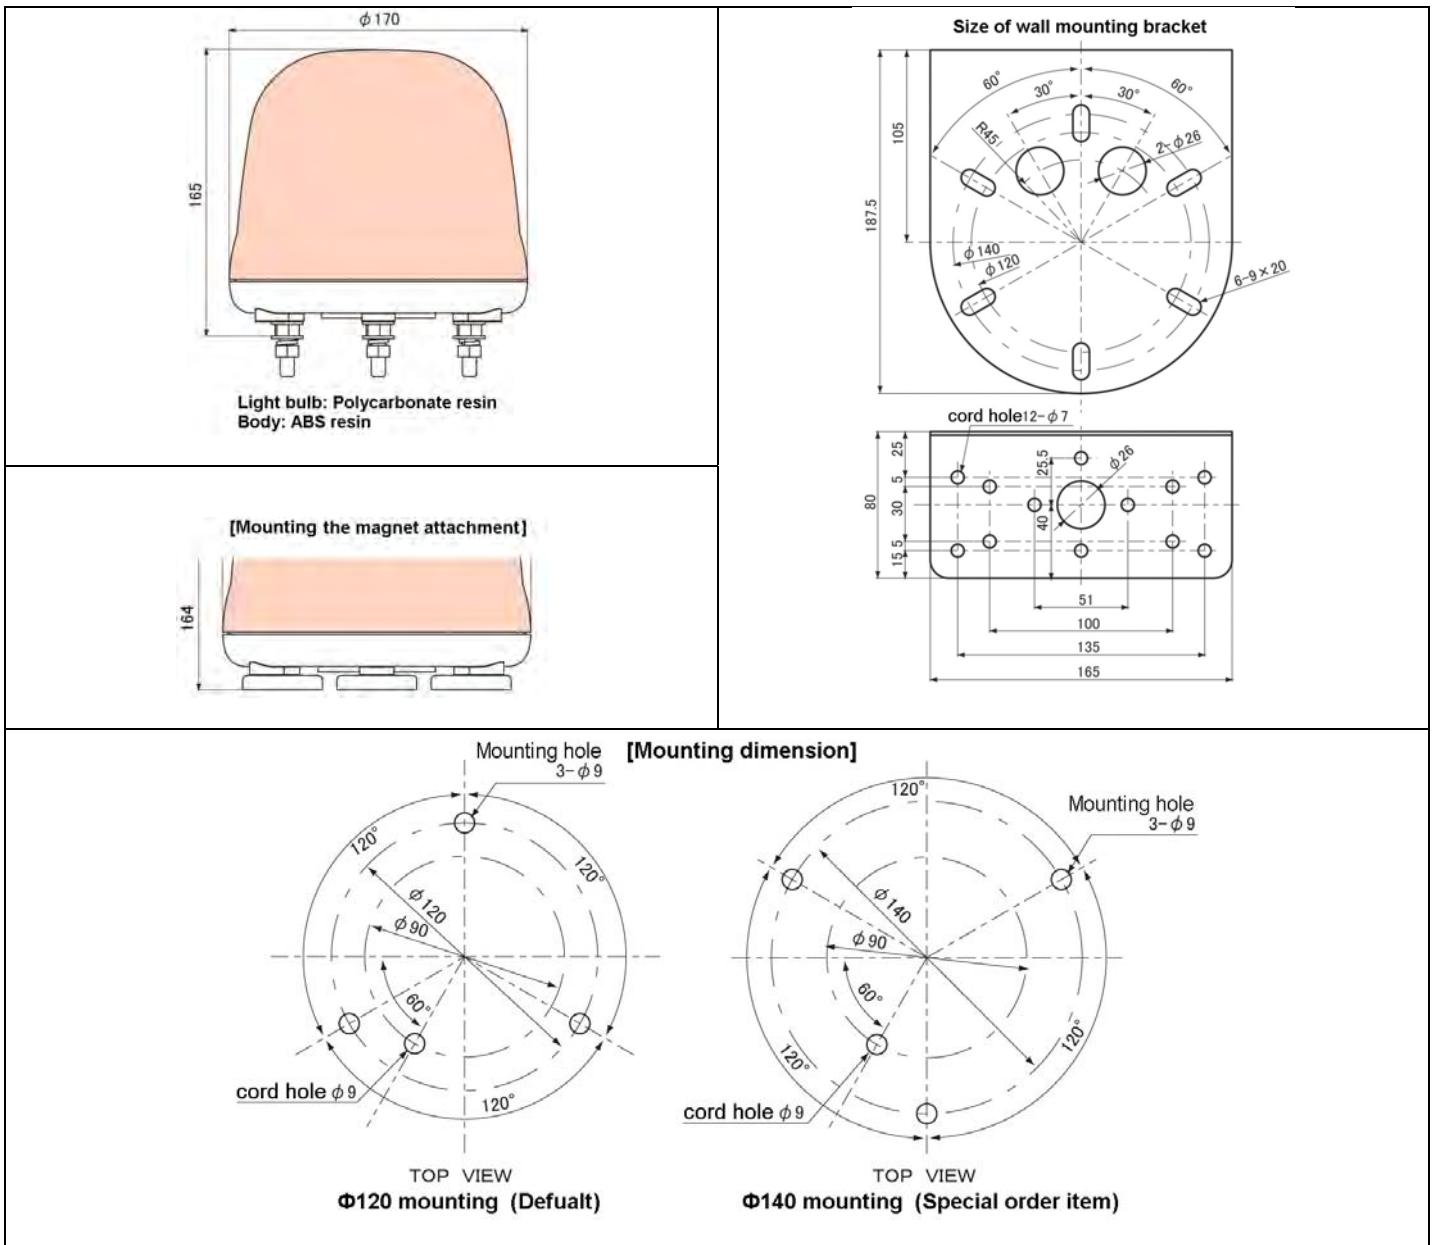 φ170
165
Light bulb: Polycarbonate resin
Body: ABS resin
[Mounting the magnet attachment]
164
Size of wall mounting bracket
60°
60°
30°
30°
R45
2-φ26
105
187.5
φ140
φ120
6-9×20
cord hole12-φ7
25
5
30
5
15
80
25.5
40
φ26
51
100
135
165
[Mounting dimension]
Mounting hole
3-φ9
120°
120°
φ120
φ90
60°
cord hole φ9
120°
TOP VIEW
Φ120 mounting (Defualt)
120°
Mounting hole
3-φ9
φ140
φ90
60°
120°
120°
cord hole φ9
TOP VIEW
Φ140 mounting (Special order item)